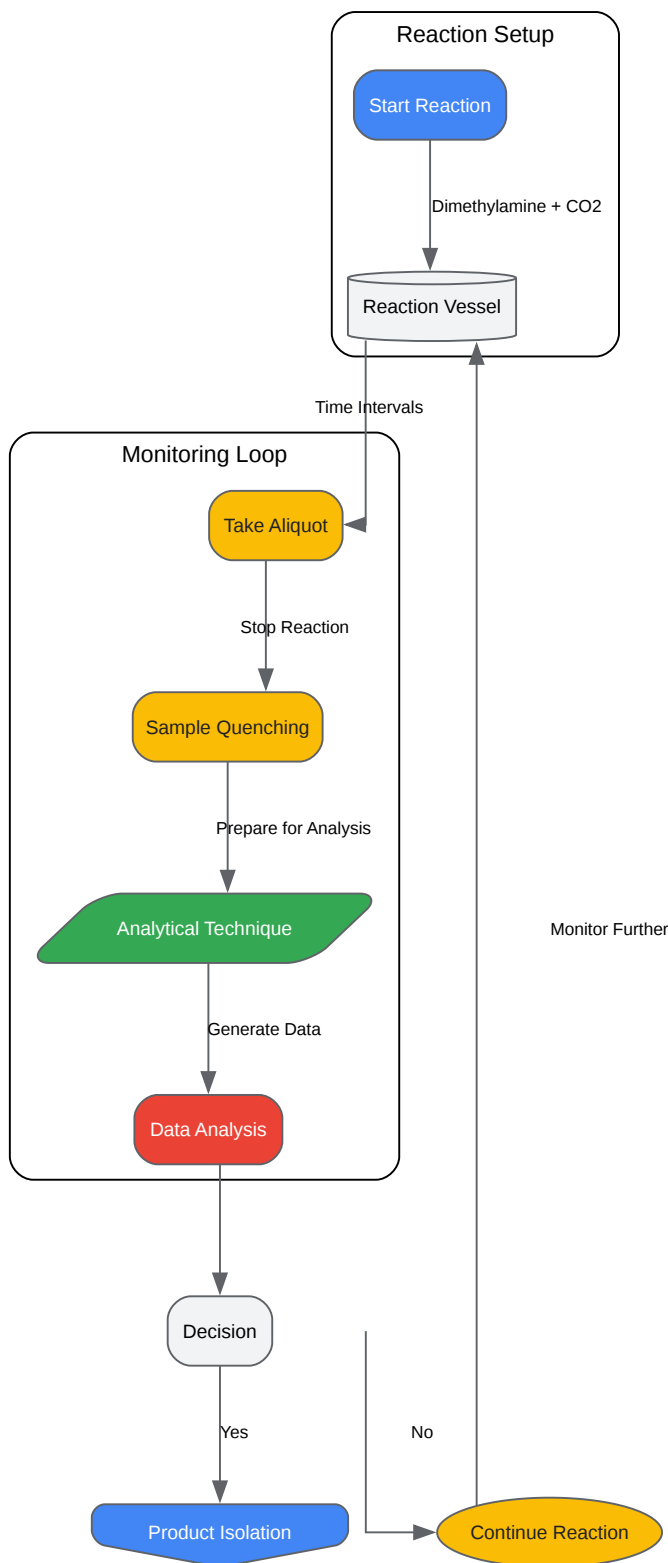 Reaction Setup
Start Reaction
Dimethylamine + CO2
Reaction Vessel
Time Intervals
Monitoring Loop
Take Aliquot
Stop Reaction
Sample Quenching
Prepare for Analysis
Analytical Technique
Monitor Further
Generate Data
Data Analysis
Decision
Yes
No
Product Isolation
Continue Reaction